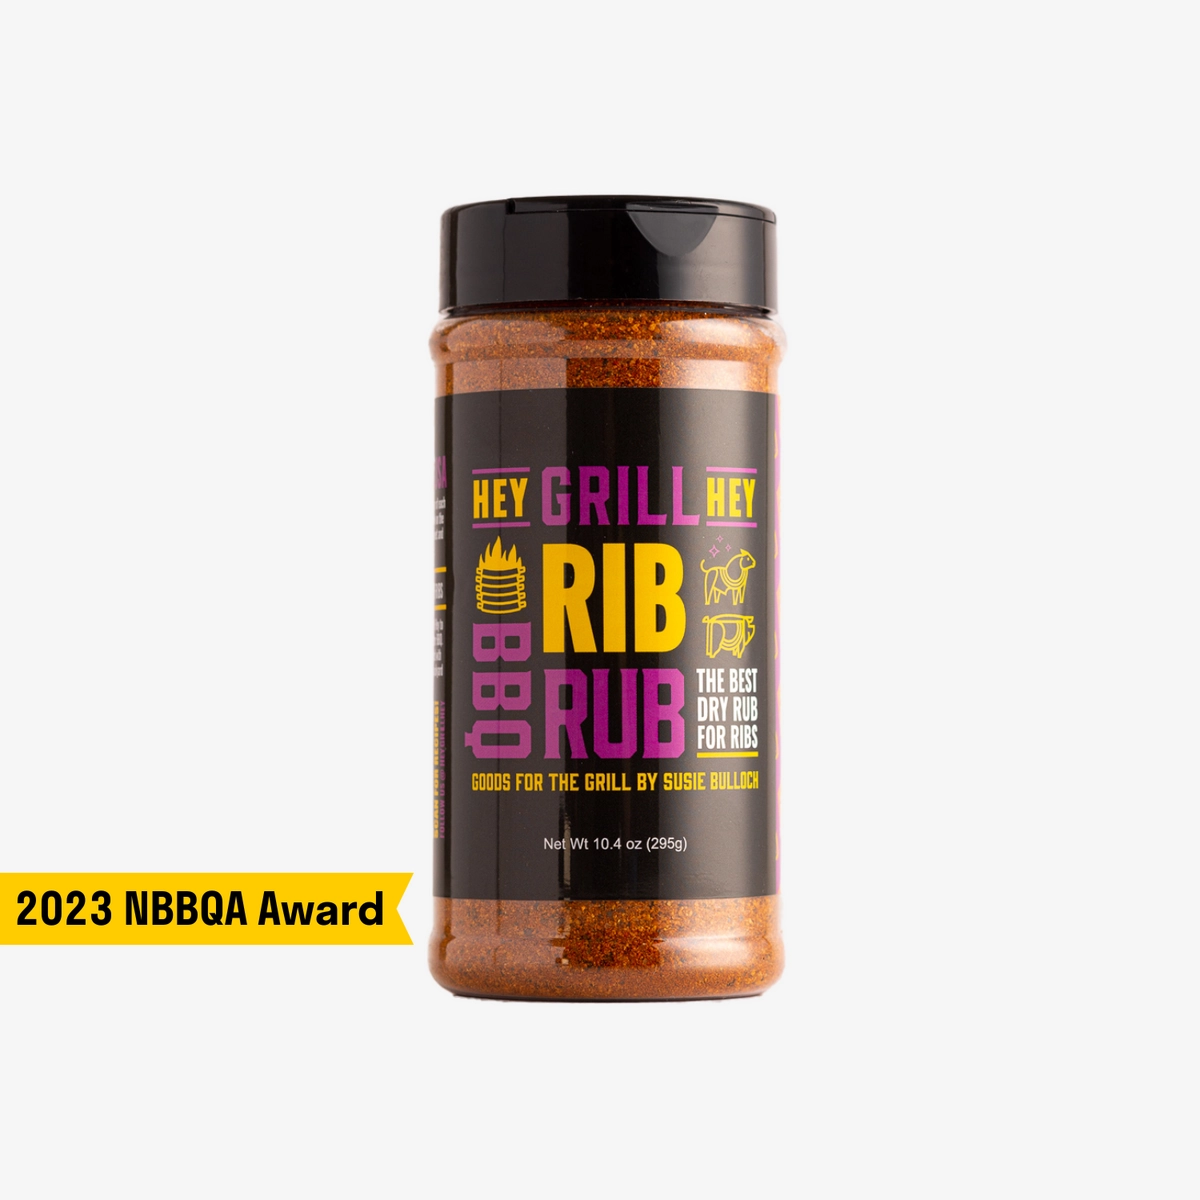 HEY GRILL HEY
RIB
BBQ
RUB
THE BEST
DRY RUB
FOR RIBS
GOODS FOR THE GRILL BY SUSIE BULLOCH
Net Wt 10.4 oz (295g)
2023 NBBQA Award